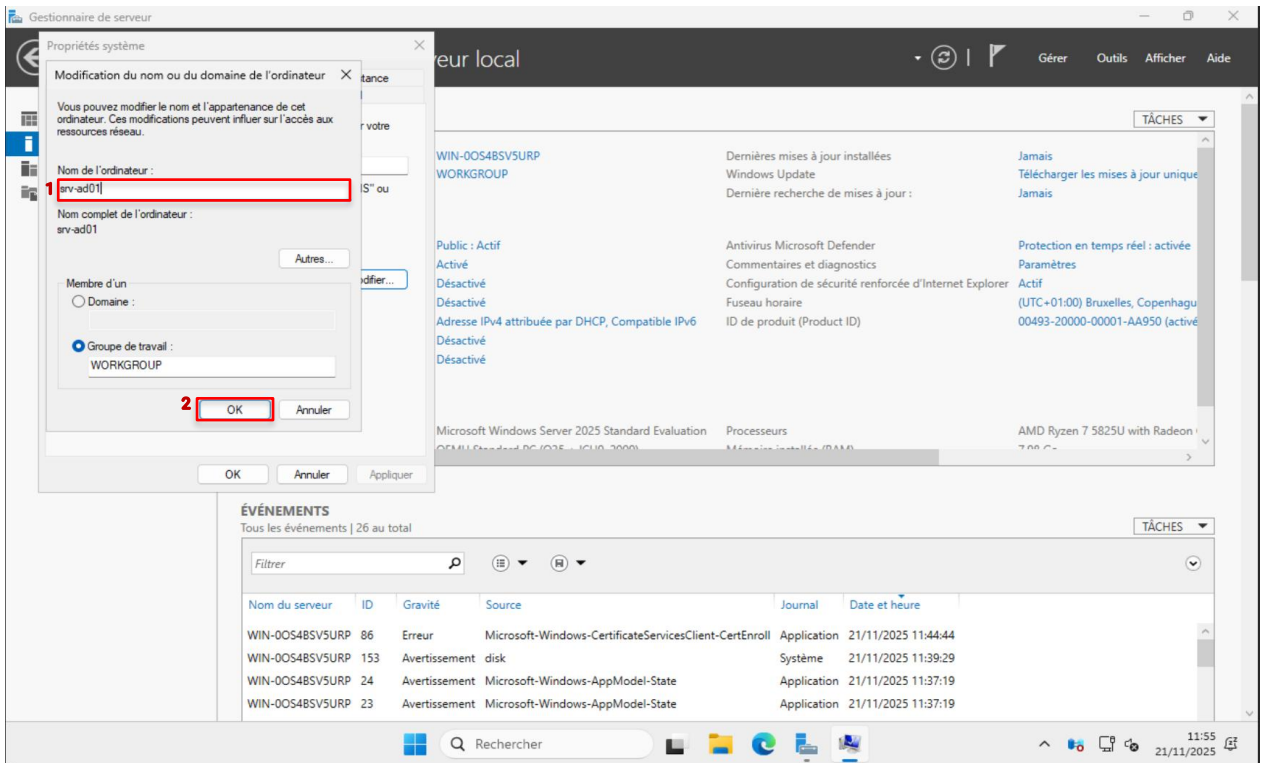 Gestionnaire de serveur
Propriétés système
veur local
Gérer Outils Afficher Aide
Modification du nom ou du domaine de l'ordinateur
tance
Vous pouvez modifier le nom et l'appartenance de cet
ordinateur. Ces modifications peuvent influer sur l'accès aux
ressources réseau.
r votre
Nom de l'ordinateur :
1 srv-ad01
S" ou
Nom complet de l'ordinateur :
srv-ad01
Autres...
difier...
Membre d'un
Domaine :
Groupe de travail :
WORKGROUP
2 OK Annuler
OK Annuler Appliquer
TÂCHES
WIN-0OS4BSV5URP Dernières mises à jour installées Jamais
WORKGROUP Windows Update Télécharger les mises à jour unique
Dernière recherche de mises à jour : Jamais
Public : Actif Antivirus Microsoft Defender Protection en temps réel : activée
Activé Commentaires et diagnostics Paramètres
Désactivé Configuration de sécurité renforcée d'Internet Explorer Actif
Désactivé Fuseau horaire (UTC+01:00) Bruxelles, Copenhagu
Adresse IPv4 attribuée par DHCP, Compatible IPv6 ID de produit (Product ID) 00493-20000-00001-AA950 (activé
Désactivé
Désactivé
Microsoft Windows Server 2025 Standard Evaluation Processeurs AMD Ryzen 7 5825U with Radeon
ÉVÉNEMENTS
Tous les événements | 26 au total
TÂCHES
Filtrer
Nom du serveur ID Gravité Source Journal Date et heure
WIN-0OS4BSV5URP 86 Erreur Microsoft-Windows-CertificateServicesClient-CertEnroll Application 21/11/2025 11:44:44
WIN-0OS4BSV5URP 153 Avertissement disk Système 21/11/2025 11:39:29
WIN-0OS4BSV5URP 24 Avertissement Microsoft-Windows-AppModel-State Application 21/11/2025 11:37:19
WIN-0OS4BSV5URP 23 Avertissement Microsoft-Windows-AppModel-State Application 21/11/2025 11:37:19
Rechercher
11:55
21/11/2025